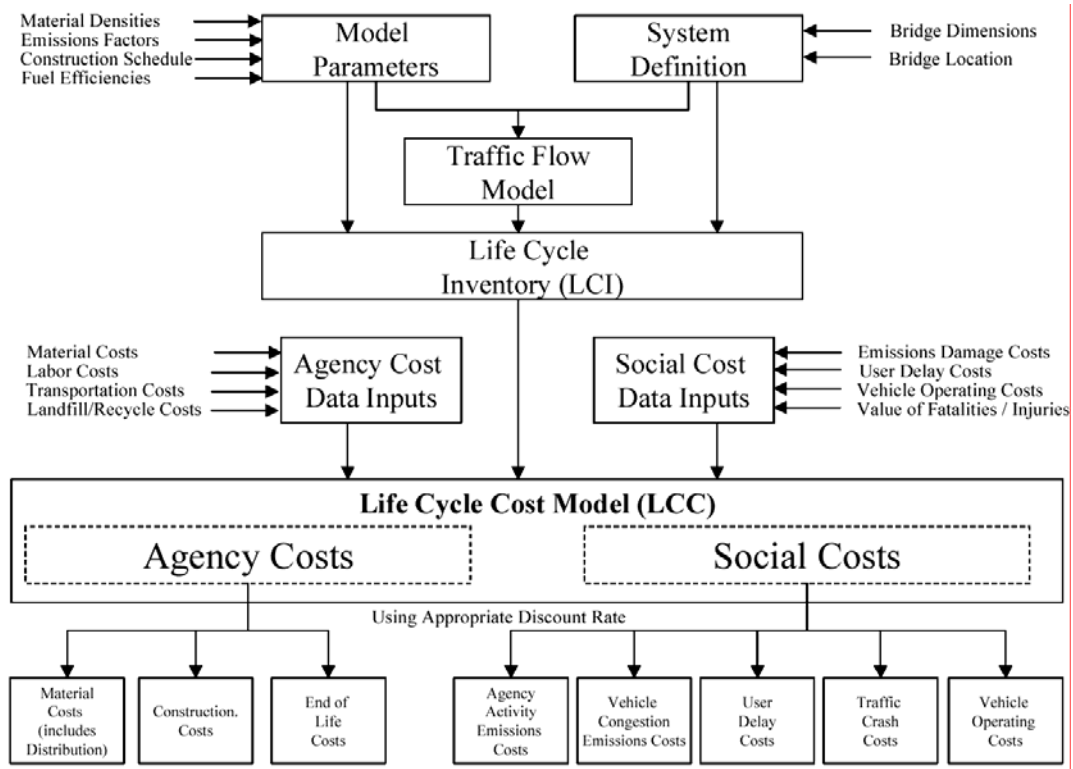 Material Densities
Emissions Factors
Construction Schedule
Fuel Efficiencies
Model
Parameters
System
Definition
Bridge Dimensions
Bridge Location
Traffic Flow
Model
Life Cycle
Inventory (LCI)
Material Costs
Labor Costs
Transportation Costs
Landfill/Recycle Costs
Agency Cost
Data Inputs
Social Cost
Data Inputs
Emissions Damage Costs
User Delay Costs
Vehicle Operating Costs
Value of Fatalities / Injuries
Life Cycle Cost Model (LCC)
Agency Costs
Social Costs
Using Appropriate Discount Rate
Material
Costs
(includes
Distribution)
Construction.
Costs
End of
Life
Costs
Agency
Activity
Emissions
Costs
Vehicle
Congestion
Emissions Costs
User
Delay
Costs
Traffic
Crash
Costs
Vehicle
Operating
Costs